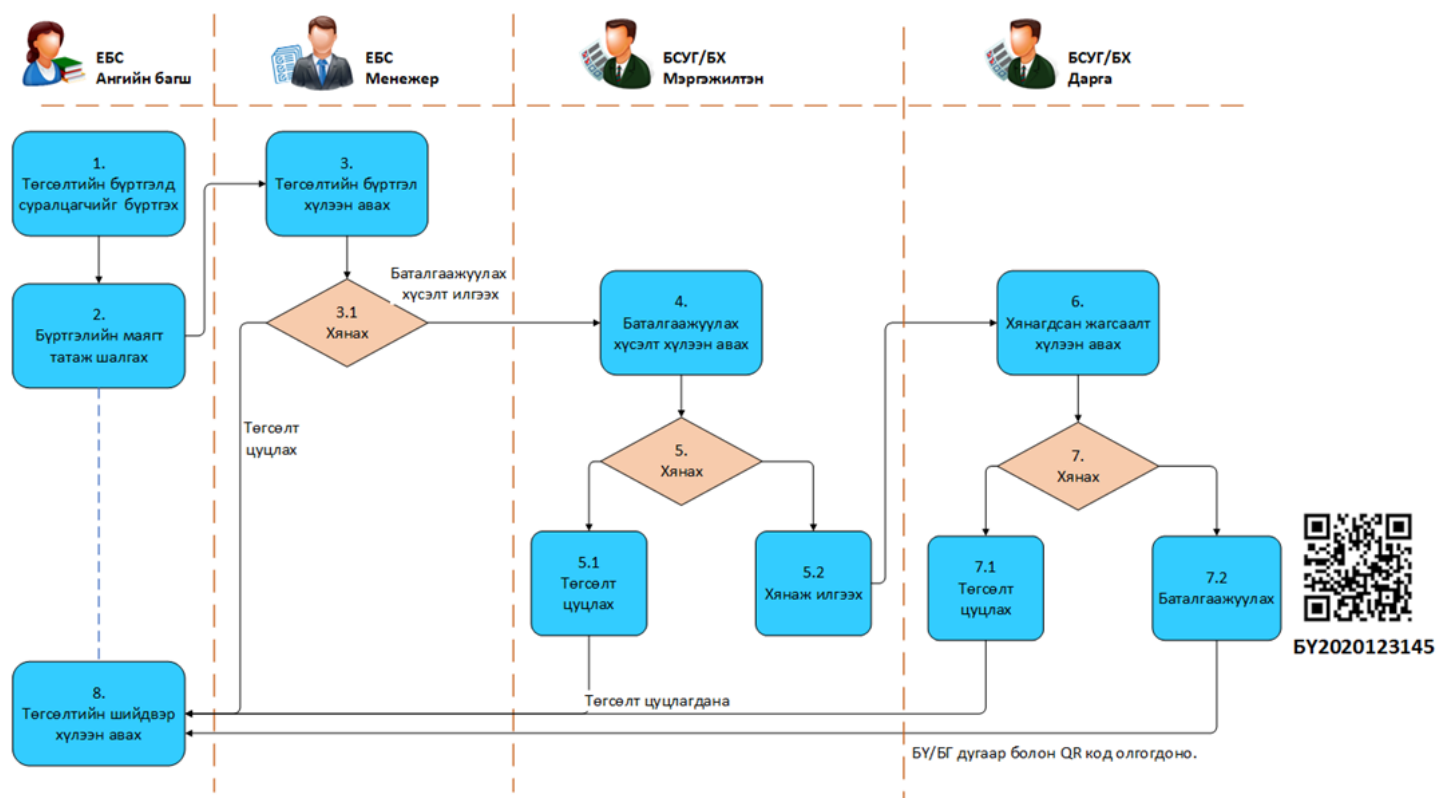 ЕБС
Ангийн багш
ЕБС
Менежер
БСУГ/БХ
Мэргэжилтэн
БСУГ/БХ
Дарга
1.
Төгсөлтийн бүртгэлд
суралцагчийг бүртгэх
2.
Бүртгэлийн маягт
татаж шалгах
3.
Төгсөлтийн бүртгэл
хүлээн авах
3.1
Хянах
Баталгаажуулах
хүсэлт илгээх
Төгсөлт
цуцлах
4.
Баталгаажуулах
хүсэлт хүлээн авах
5.
Хянах
5.1
Төгсөлт
цуцлах
5.2
Хянаж илгээх
6.
Хянагдсан жагсаалт
хүлээн авах
7.
Хянах
7.1
Төгсөлт
цуцлах
7.2
Баталгаажуулах
БҮ2020123145
8.
Төгсөлтийн шийдвэр
хүлээн авах
Төгсөлт цуцлагдана
БҮ/БГ дугаар болон QR код олгогдоно.